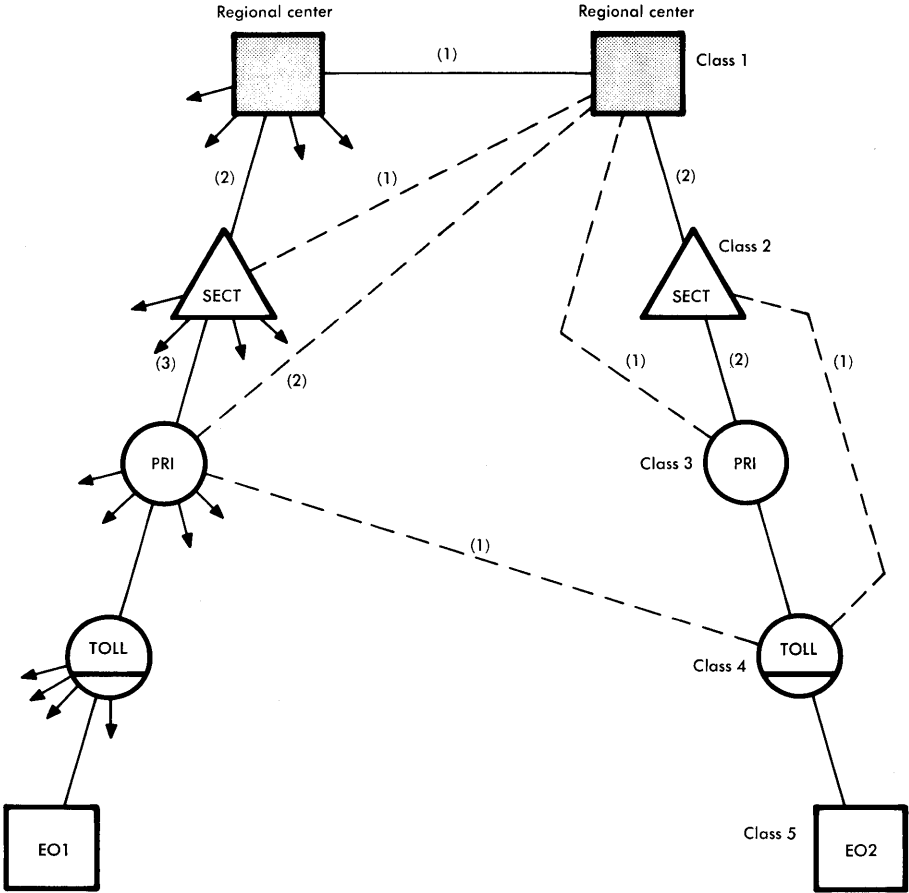 Regional center
Regional center
(1)
Class 1
(2)
(1)
(2)
Class 2
SECT
SECT
(3)
(2)
(1)
(2)
(1)
PRI
Class 3
PRI
(1)
TOLL
TOLL
Class 4
Class 5
EO1
EO2